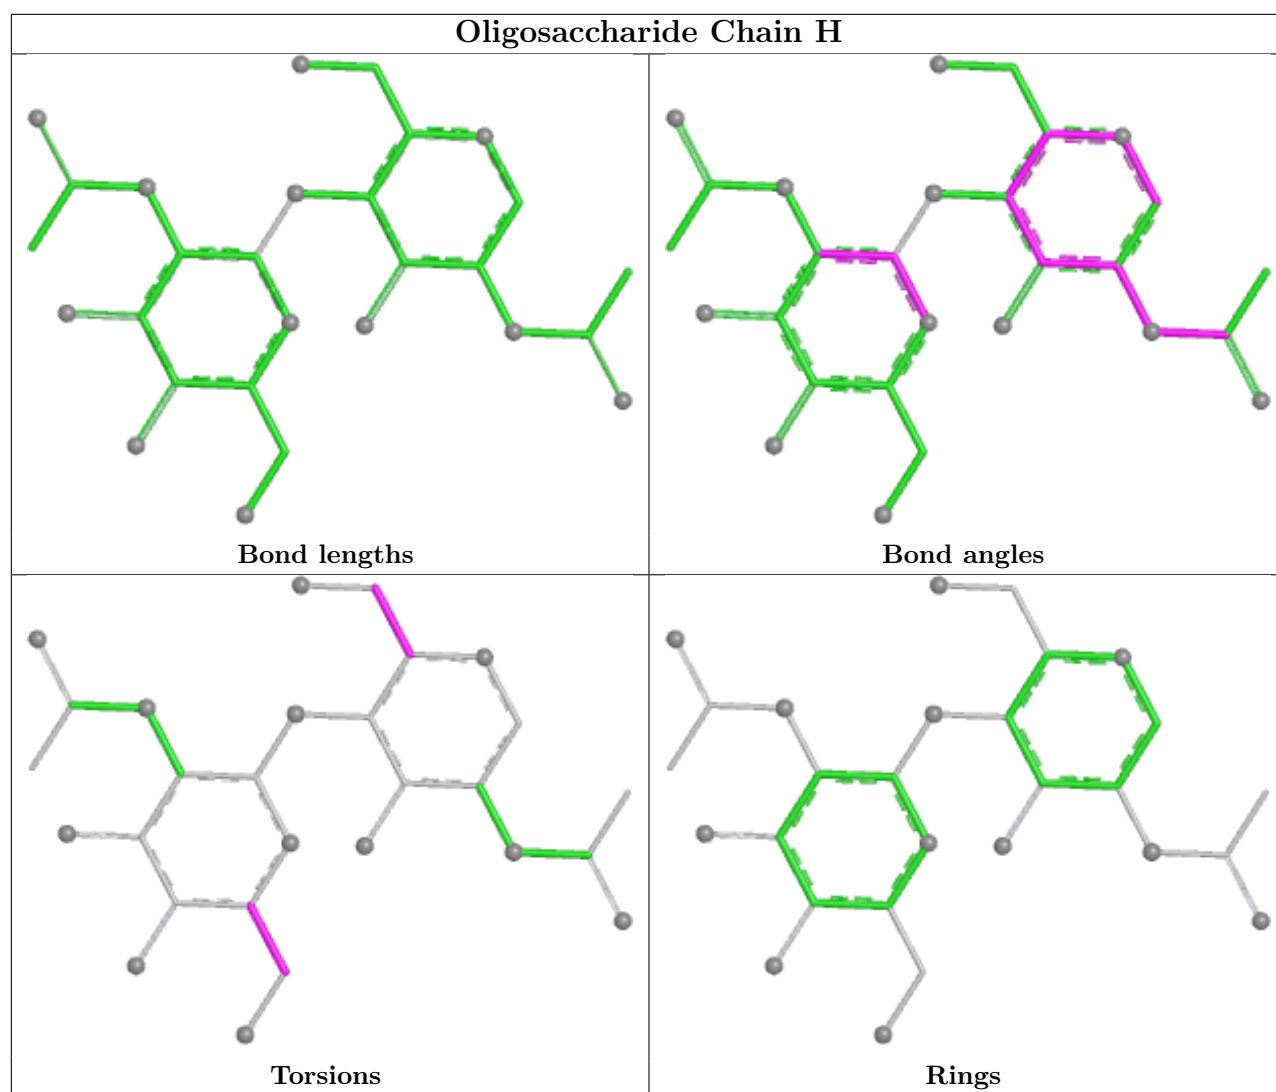 Oligosaccharide Chain H
Bond lengths
Bond angles
Torsions
Rings